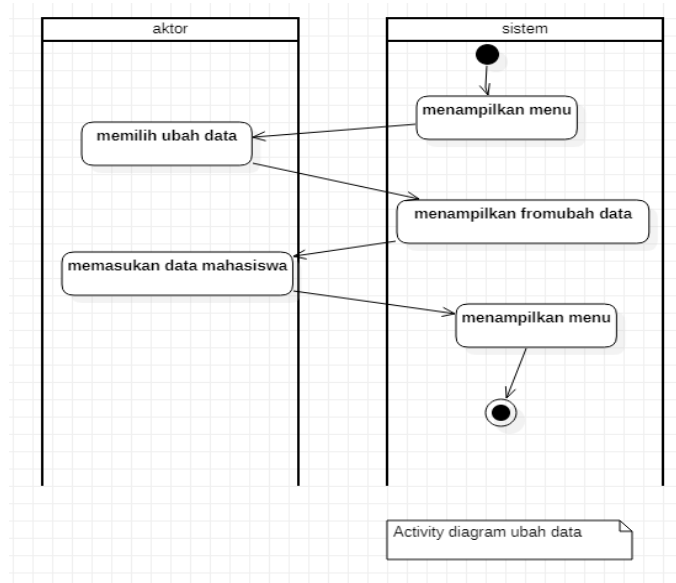 aktor
sistem
menampilkan menu
memilih ubah data
menampilkan fromubah data
memasukan data mahasiswa
menampilkan menu
Activity diagram ubah data